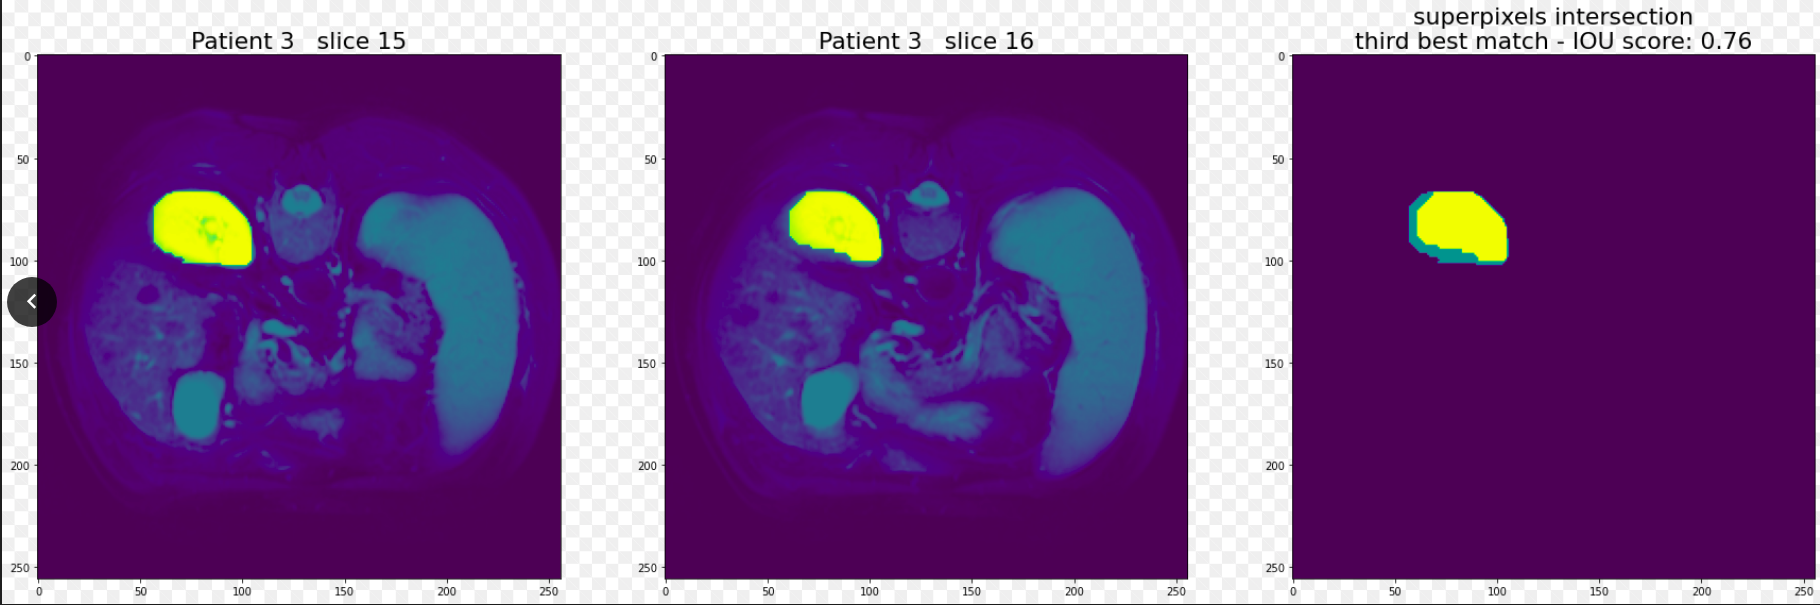 Patient 3 slice 15
0
50
100
150
200
250
0 50 100 150 200 250
Patient 3 slice 16
0
50
100
150
200
250
0 50 100 150 200 250
superpixels intersection
third best match - IOU score: 0.76
0
50
100
150
200
250
0 50 100 150 200 250